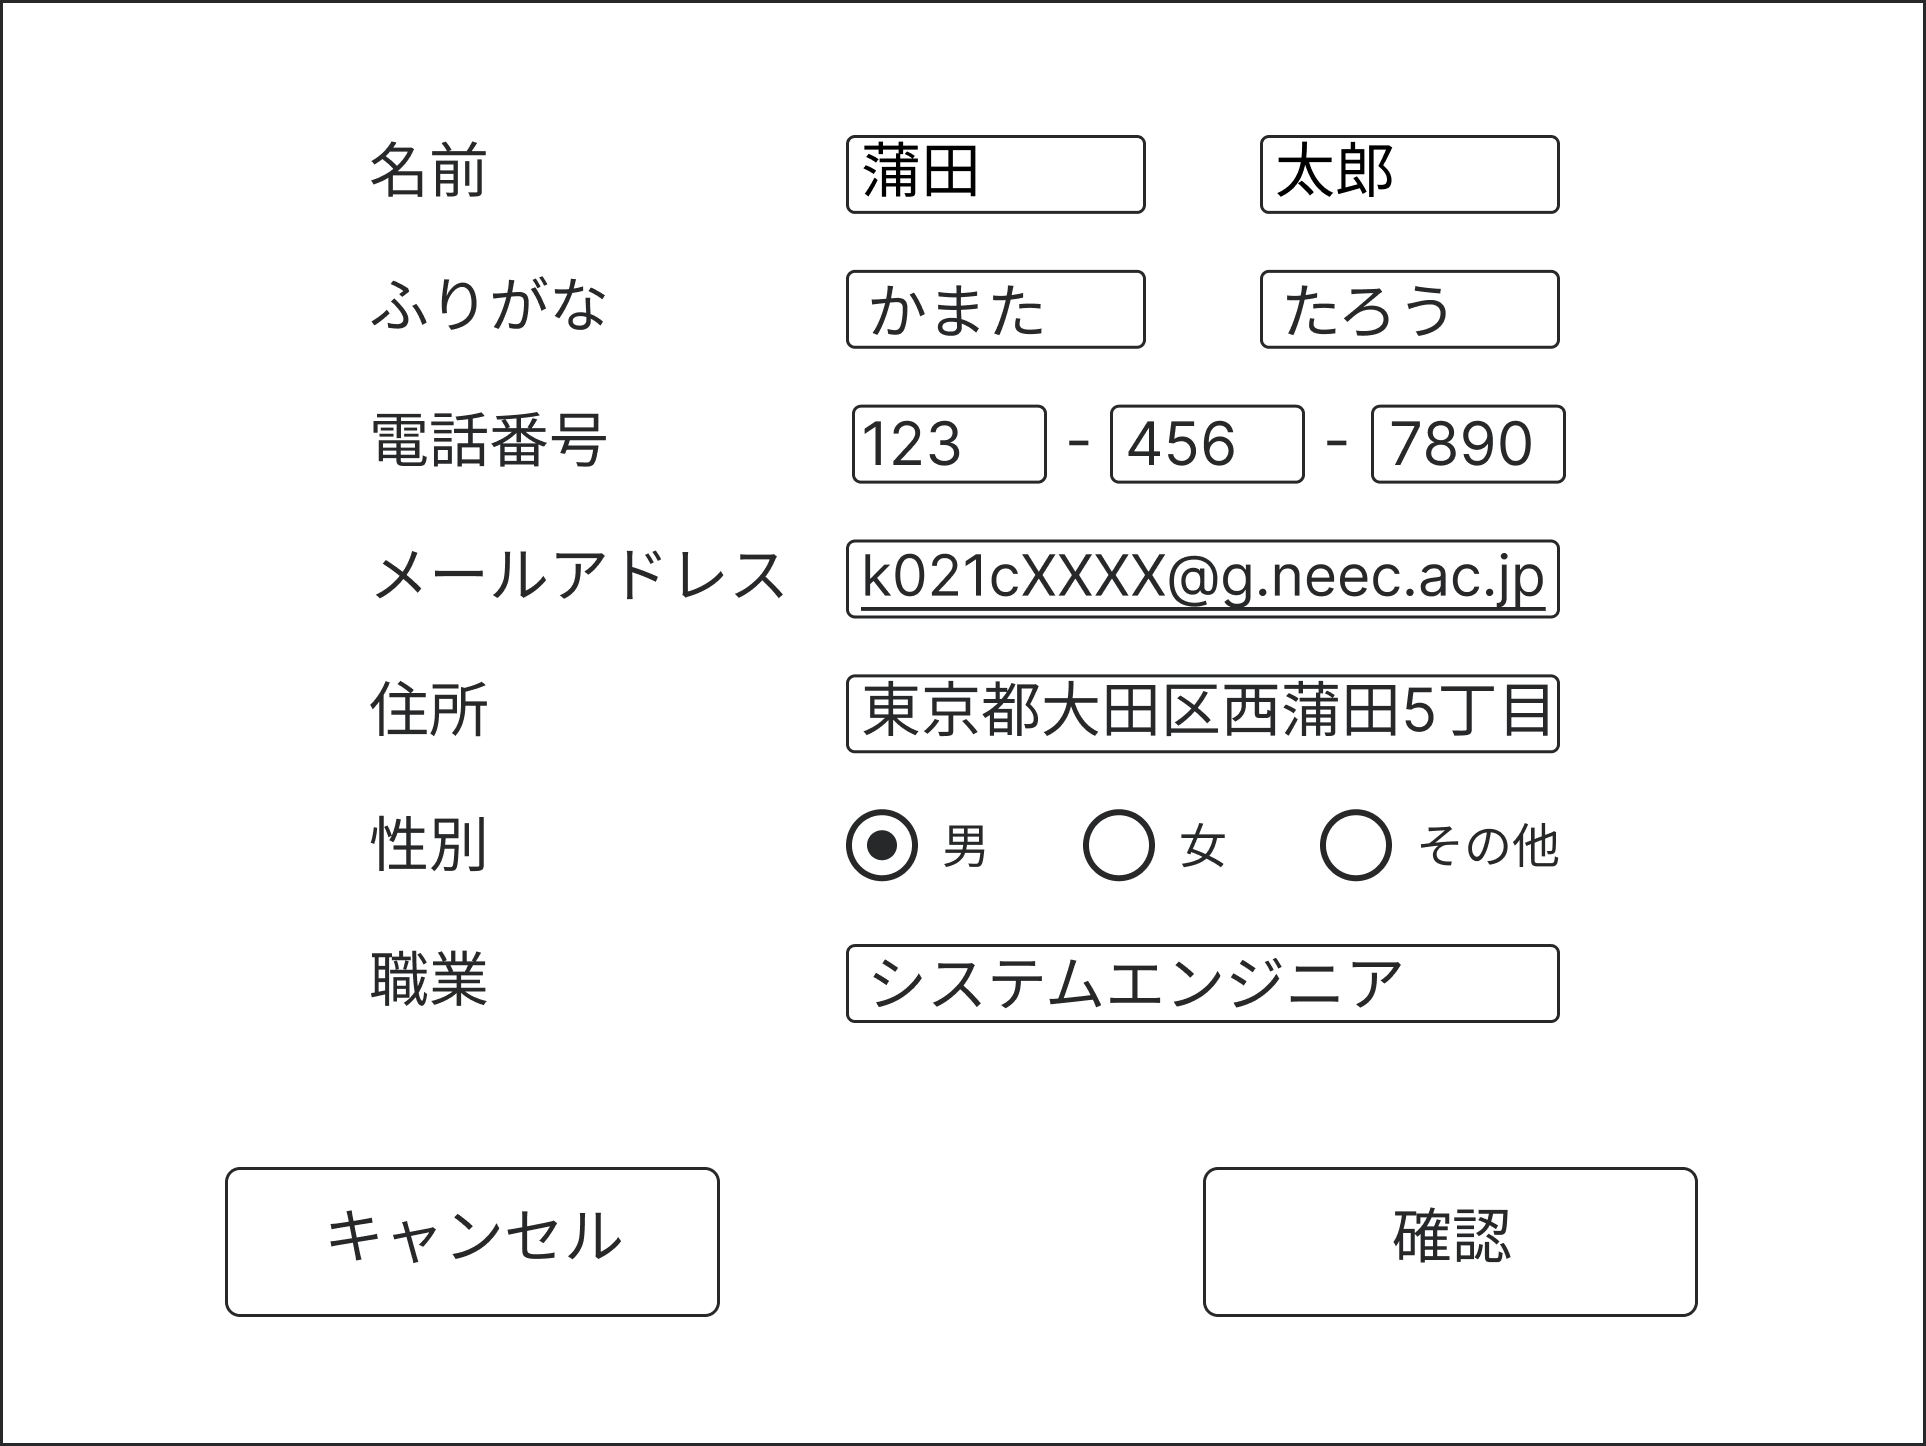 名前 蒲田 太郎
ふりがな かまた たろう
電話番号 123 - 456 - 7890
メールアドレス k021cXXXX@g.neec.ac.jp
住所 東京都大田区西蒲田5丁目
性別 男 女 その他
職業 システムエンジニア
キャンセル 確認